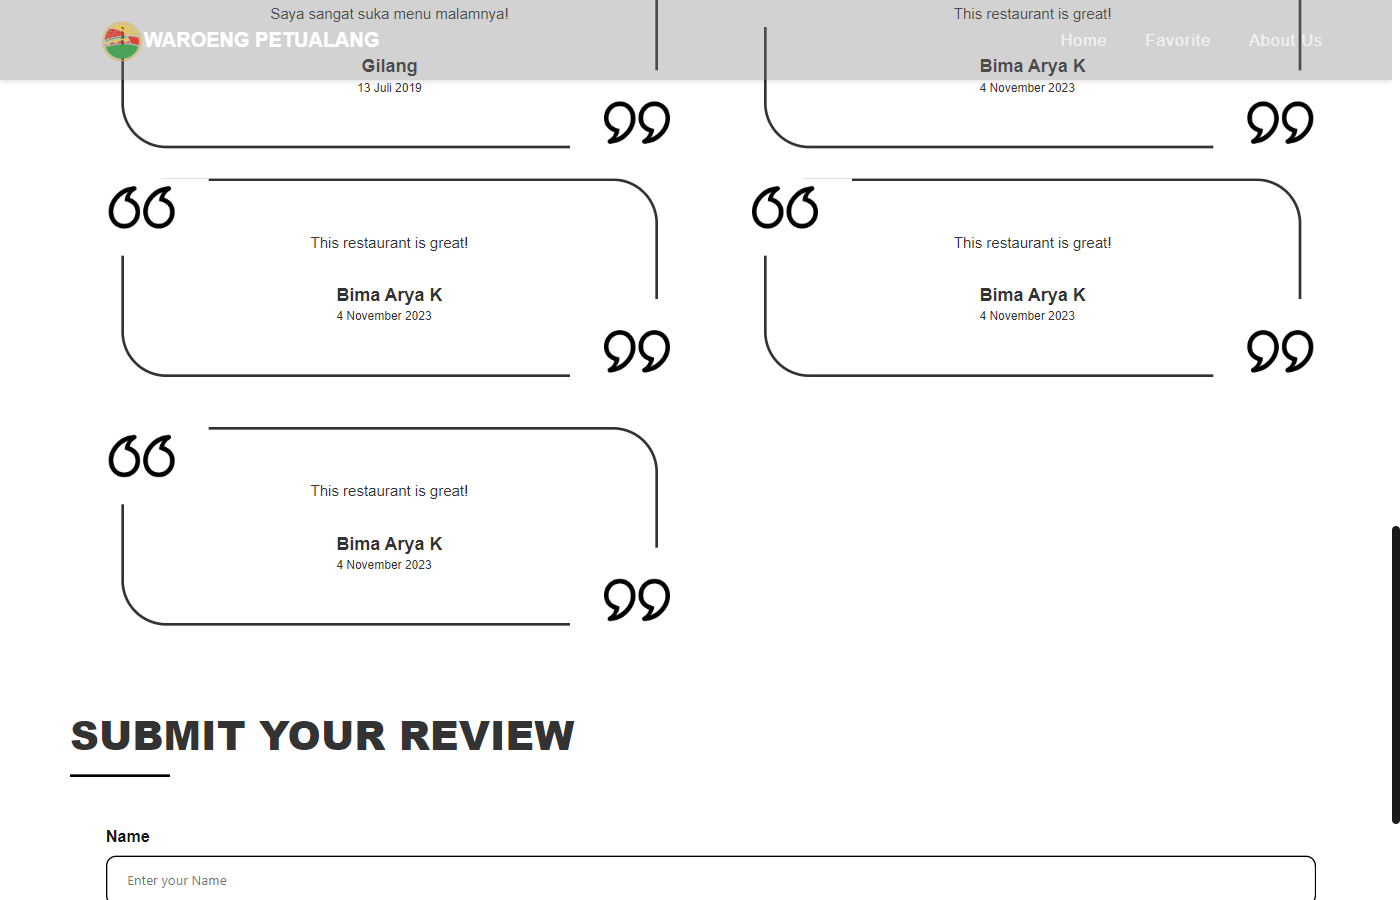 Saya sangat suka menu malamnya!
This restaurant is great!
WAROENG PETUALANG
Home
Favorite
About Us
Gilang
13 Juli 2019
Bima Arya K
4 November 2023
This restaurant is great!
Bima Arya K
4 November 2023
This restaurant is great!
Bima Arya K
4 November 2023
This restaurant is great!
Bima Arya K
4 November 2023
SUBMIT YOUR REVIEW
Name
Enter your Name